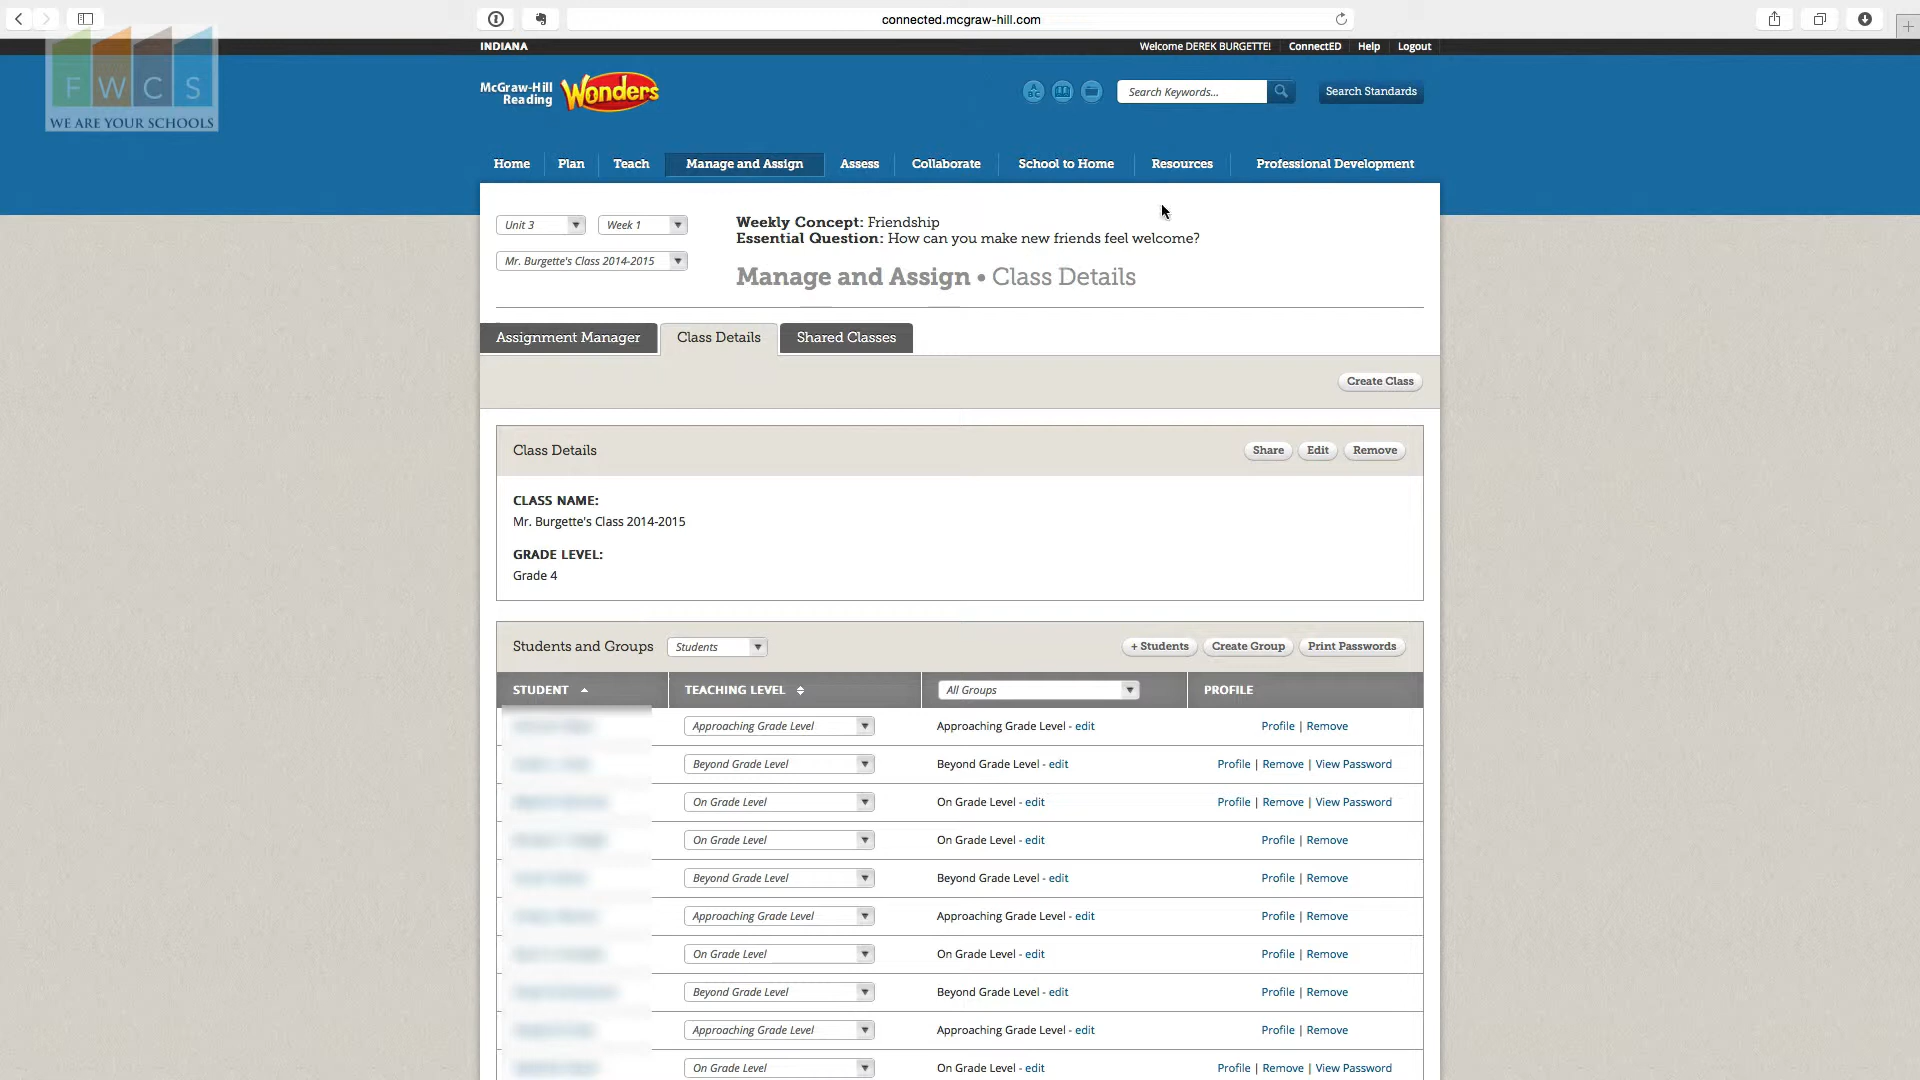 connected.mcgraw-hill.com
INDIANA
Welcome DEREK BURGETTE! ConnectED Help Logout
FWCS
WE ARE YOUR SCHOOLS
McGraw-Hill
Reading
Wonders
Search Keywords... Search Standards
Home Plan Teach Manage and Assign Assess Collaborate School to Home Resources Professional Development
Unit 3 Week 1
Mr. Burgette's Class 2014-2015
Weekly Concept: Friendship
Essential Question: How can you make new friends feel welcome?
Manage and Assign • Class Details
Assignment Manager Class Details Shared Classes
Create Class
Class Details Share Edit Remove
CLASS NAME:
Mr. Burgette's Class 2014-2015
GRADE LEVEL:
Grade 4
Students and Groups Students + Students Create Group Print Passwords
STUDENT TEACHING LEVEL All Groups PROFILE
Approaching Grade Level Approaching Grade Level - edit Profile | Remove
Beyond Grade Level Beyond Grade Level - edit Profile | Remove | View Password
On Grade Level On Grade Level - edit Profile | Remove | View Password
On Grade Level On Grade Level - edit Profile | Remove
Beyond Grade Level Beyond Grade Level - edit Profile | Remove
Approaching Grade Level Approaching Grade Level - edit Profile | Remove
On Grade Level On Grade Level - edit Profile | Remove
Beyond Grade Level Beyond Grade Level - edit Profile | Remove
Approaching Grade Level Approaching Grade Level - edit Profile | Remove
On Grade Level On Grade Level - edit Profile | Remove | View Password